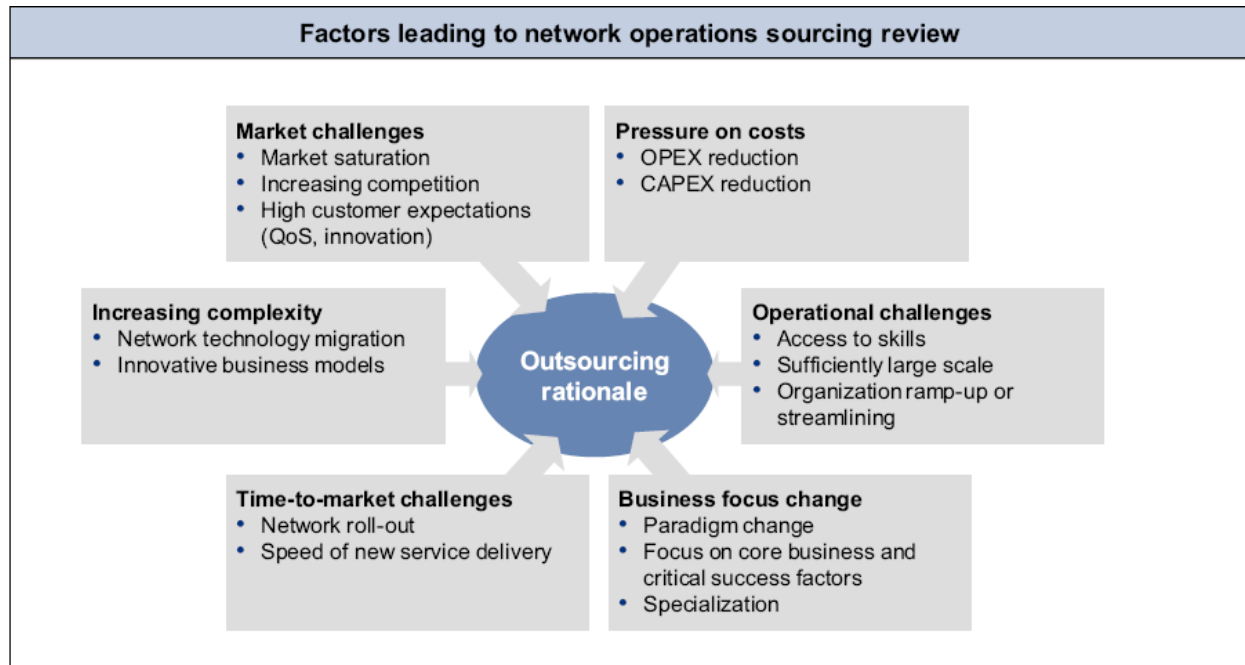 Factors leading to network operations sourcing review
Market challenges
• Market saturation
• Increasing competition
• High customer expectations
(QoS, innovation)
Pressure on costs
• OPEX reduction
• CAPEX reduction
Increasing complexity
• Network technology migration
• Innovative business models
Outsourcing
rationale
Operational challenges
• Access to skills
• Sufficiently large scale
• Organization ramp-up or
streamlining
Time-to-market challenges
• Network roll-out
• Speed of new service delivery
Business focus change
• Paradigm change
• Focus on core business and
critical success factors
• Specialization